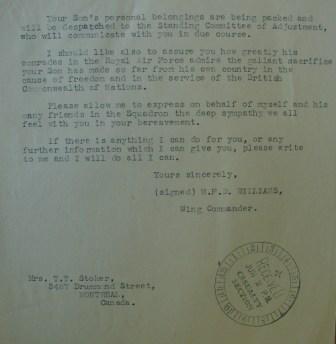 Your Son's personal belongings are being packed and
will be despatched to the Standing Committee of Adjustment,
who will communicate with you in due course.
I should like also to assure you how greatly his
comrades in the Royal Air Force admire the gallant sacrifice
your Son has made so far from his own country in the
cause of freedom and in the service of the British
Commonwealth of Nations.
Please allow me to express on behalf of myself and his
many friends in the Squadron the deep sympathy we all
feel with you in your bereavement.
If there is anything I can do for you, or any
further information which I can give you, please write
to me and I will do all I can.
Yours sincerely,
(signed) WILLIAMS,
Wing Commander.
Mrs. T.T. Stoker,
Drummond Street,
MONTREAL,
Canada.
RECEIVED
JUN PM
CASUALTY
SECTION